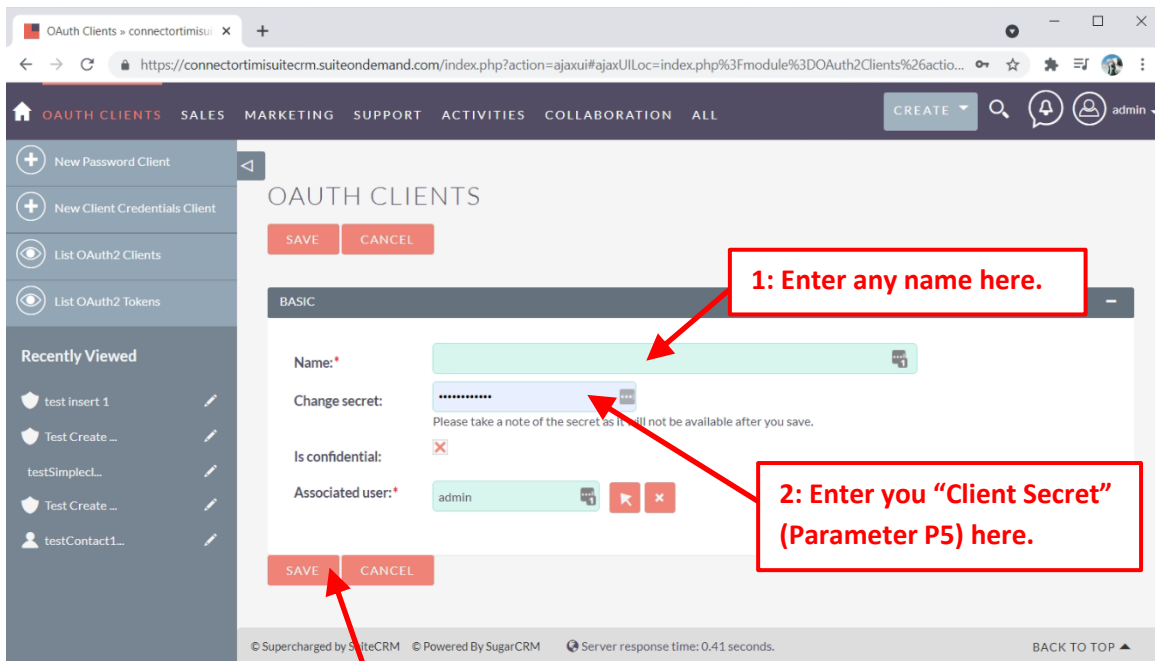 OAuth Clients » connectortimisui
https://connectortimisuitecrm.suiteondemand.com/index.php?action=ajaxui#ajaxUILoc=index.php%3Fmodule%3DOAuth2Clients%26actio...
OAUTH CLIENTS SALES MARKETING SUPPORT ACTIVITIES COLLABORATION ALL CREATE admin
New Password Client
New Client Credentials Client
List OAuth2 Clients
List OAuth2 Tokens
Recently Viewed
test insert 1
Test Create ...
testSimplecl...
Test Create ...
testContact1...
OAUTH CLIENTS
SAVE CANCEL
1: Enter any name here.
BASIC
Name:*
Change secret: ••••••••••••
Please take a note of the secret as it will not be available after you save.
Is confidential:
Associated user:* admin
2: Enter you “Client Secret”
(Parameter P5) here.
SAVE CANCEL
© Supercharged by SuiteCRM © Powered By SugarCRM Server response time: 0.41 seconds. BACK TO TOP